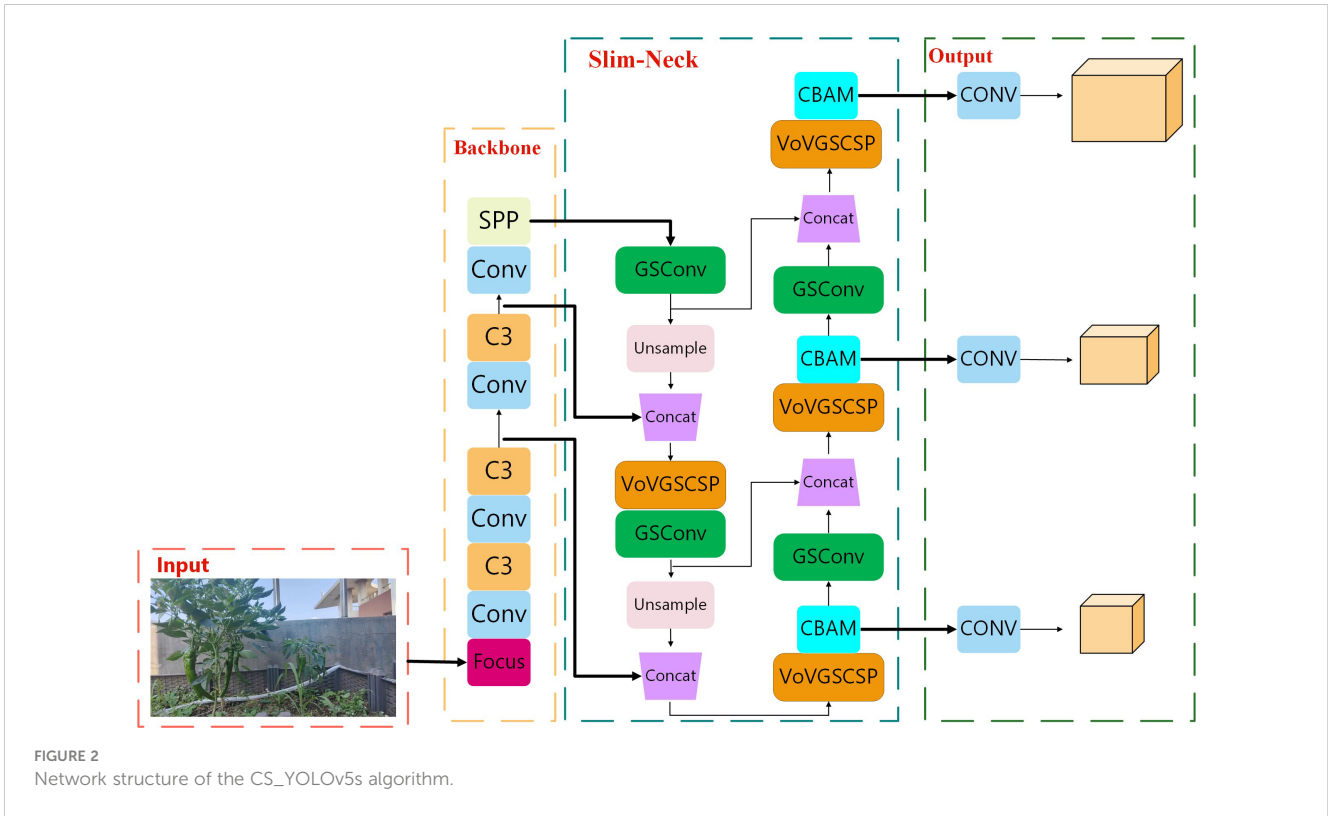 Input
Backbone
SPP
Conv
C3
Conv
C3
Conv
C3
Conv
Focus
Slim-Neck
GSConv
Unsample
Concat
VoVGSCSP
GSConv
Unsample
Concat
CBAM
VoVGSCSP
Concat
GSConv
CBAM
VoVGSCSP
Concat
GSConv
CBAM
VoVGSCSP
Output
CONV
CONV
CONV
FIGURE 2
Network structure of the CS_YOLOv5s algorithm.